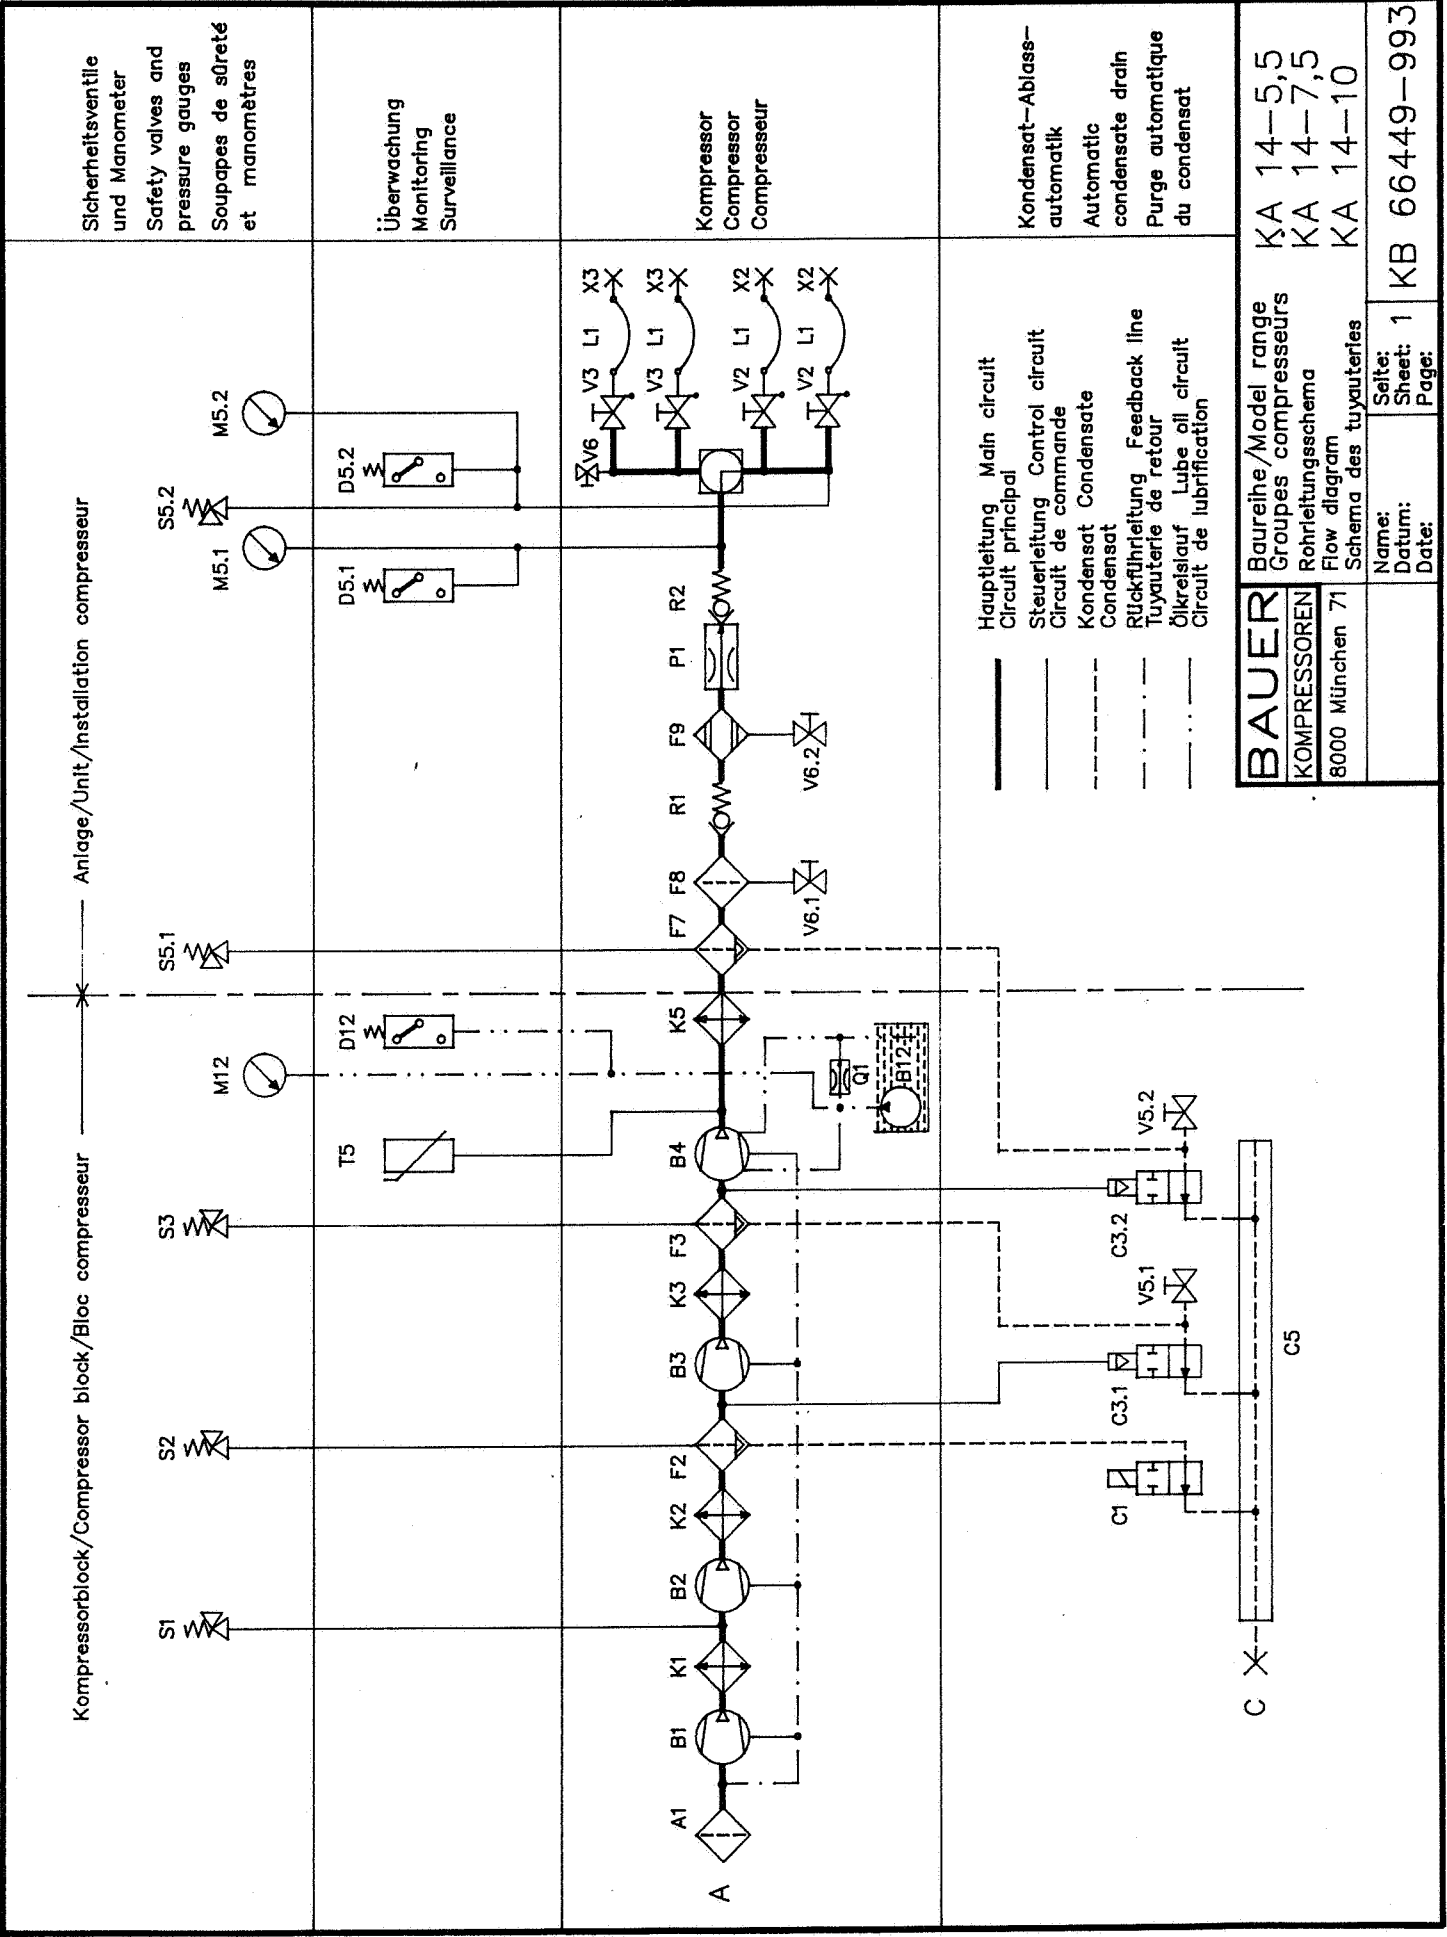 Kompressorblock/Compressor block/Bloc compresseur
Anlage/Unit/Installation compresseur
Sicherheitsventile
und Manometer
Safety valves and
pressure gauges
Soupapes de sûreté
et manomètres
S1
S2
S3
M12
S5.1
M5.1
S5.2
M5.2
Überwachung
Monitoring
Surveillance
T5
D12
D5.1
D5.2
Kompressor
Compressor
Compresseur
A
A1
B1
K1
B2
K2
F2
B3
K3
F3
B4
K5
F7
F8
R1
F9
P1
R2
V6
V3
L1
X3
V3
L1
X3
V2
L1
X2
V2
L1
X2
V6.1
V6.2
Q1
B12
Kondensat-Ablass-
automatik
Automatic
condensate drain
Purge automatique
du condensat
C1
C3.1
V5.1
C3.2
V5.2
C
C5
Hauptleitung Main circuit
Circuit principal
Steuerleitung Control circuit
Circuit de commande
Kondensat Condensate
Condensat
Rückführleitung Feedback line
Tuyauterie de retour
Ölkreislauf Lube oil circuit
Circuit de lubrification
BAUER
KOMPRESSOREN
8000 München 71
Baureihe/Model range
Groupes compresseurs
KA 14-5,5
KA 14-7,5
KA 14-10
Rohrleitungsschema
Flow diagram
Schema des tuyauteries
Name:
Datum:
Date:
Seite:
Sheet: 1
Page:
KB 66449-993